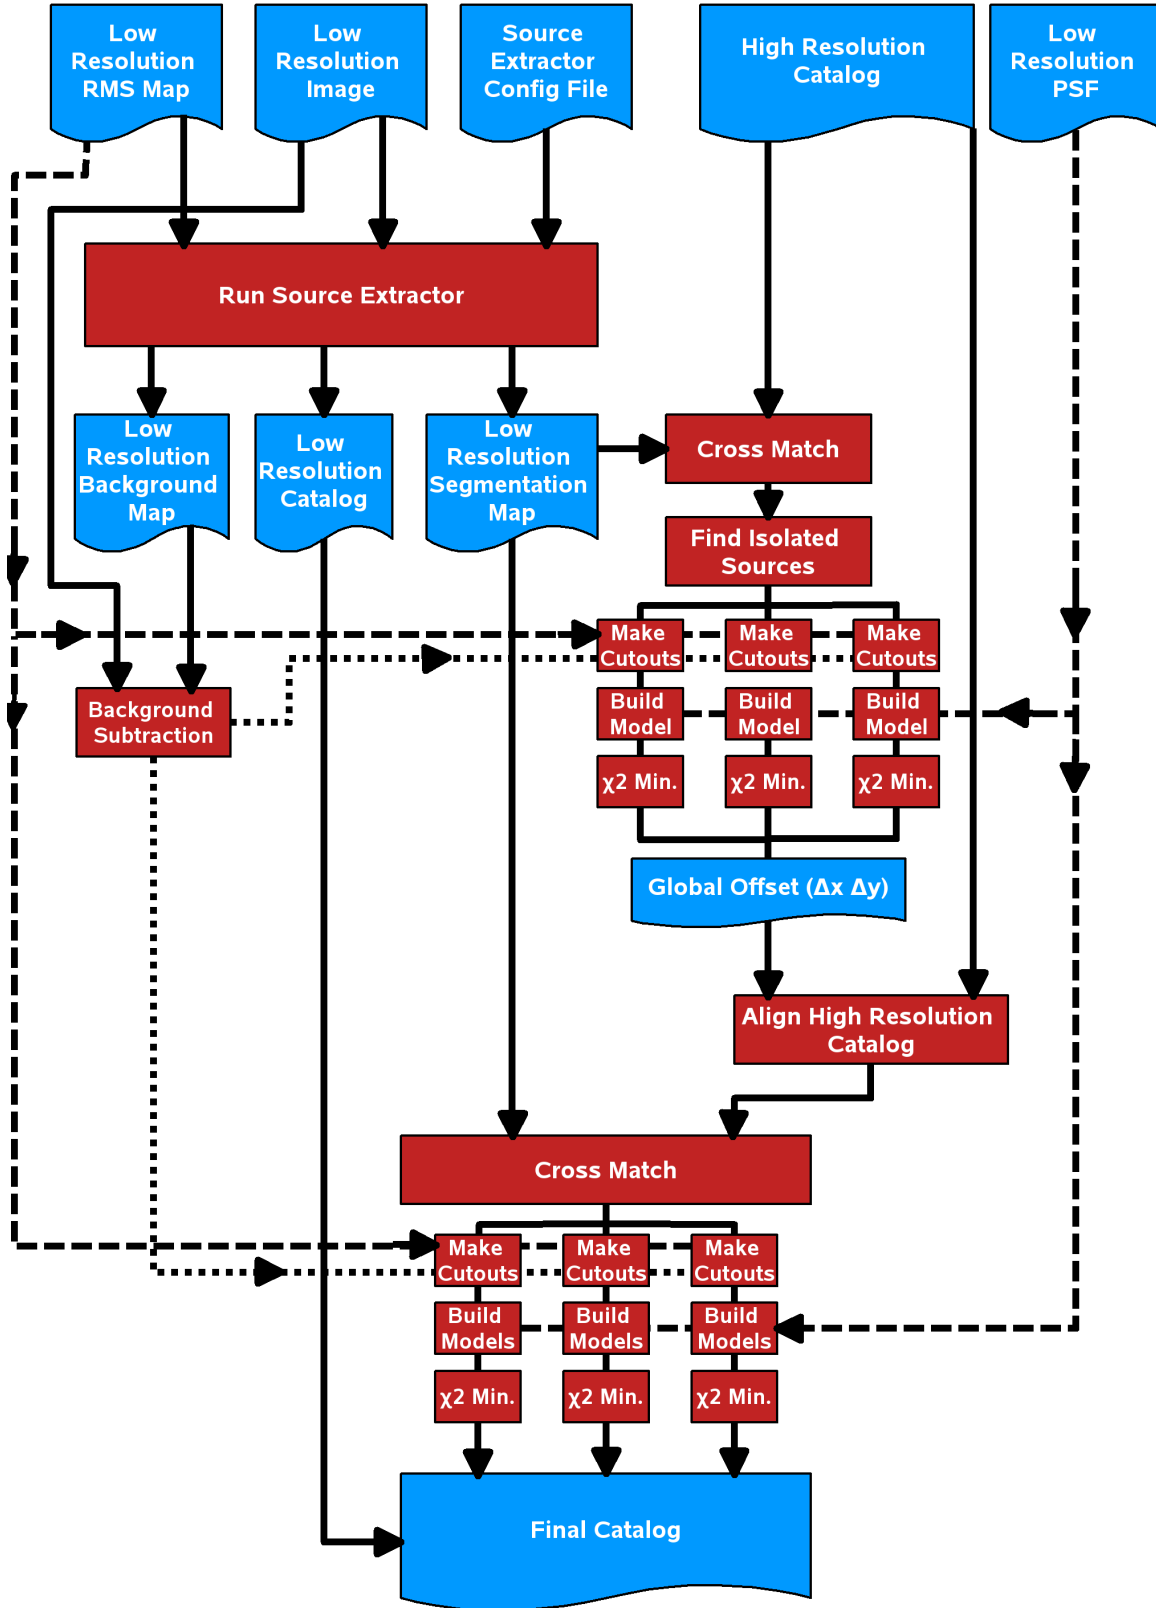 Low
Resolution
RMS Map
Low
Resolution
Image
Source
Extractor
Config File
High Resolution
Catalog
Low
Resolution
PSF
Run Source Extractor
Low
Resolution
Background
Map
Low
Resolution
Catalog
Low
Resolution
Segmentation
Map
Cross Match
Find Isolated
Sources
Make
Cutouts
Make
Cutouts
Make
Cutouts
Background
Subtraction
Build
Model
Build
Model
Build
Model
χ2 Min.
χ2 Min.
χ2 Min.
Global Offset (Δx Δy)
Align High Resolution
Catalog
Cross Match
Make
Cutouts
Make
Cutouts
Make
Cutouts
Build
Models
Build
Models
Build
Models
χ2 Min.
χ2 Min.
χ2 Min.
Final Catalog